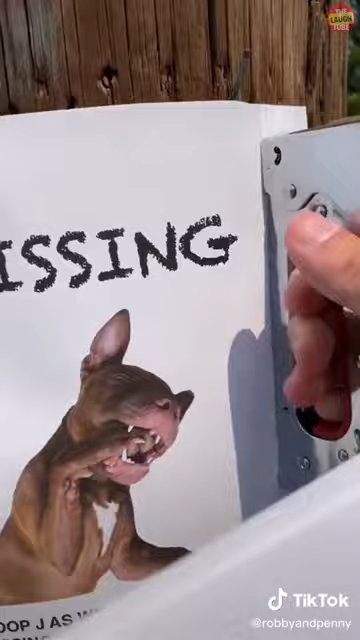 THE
LAUGH
TUBE
ISSING
OOP J AS W
TikTok
@robbyandpenny